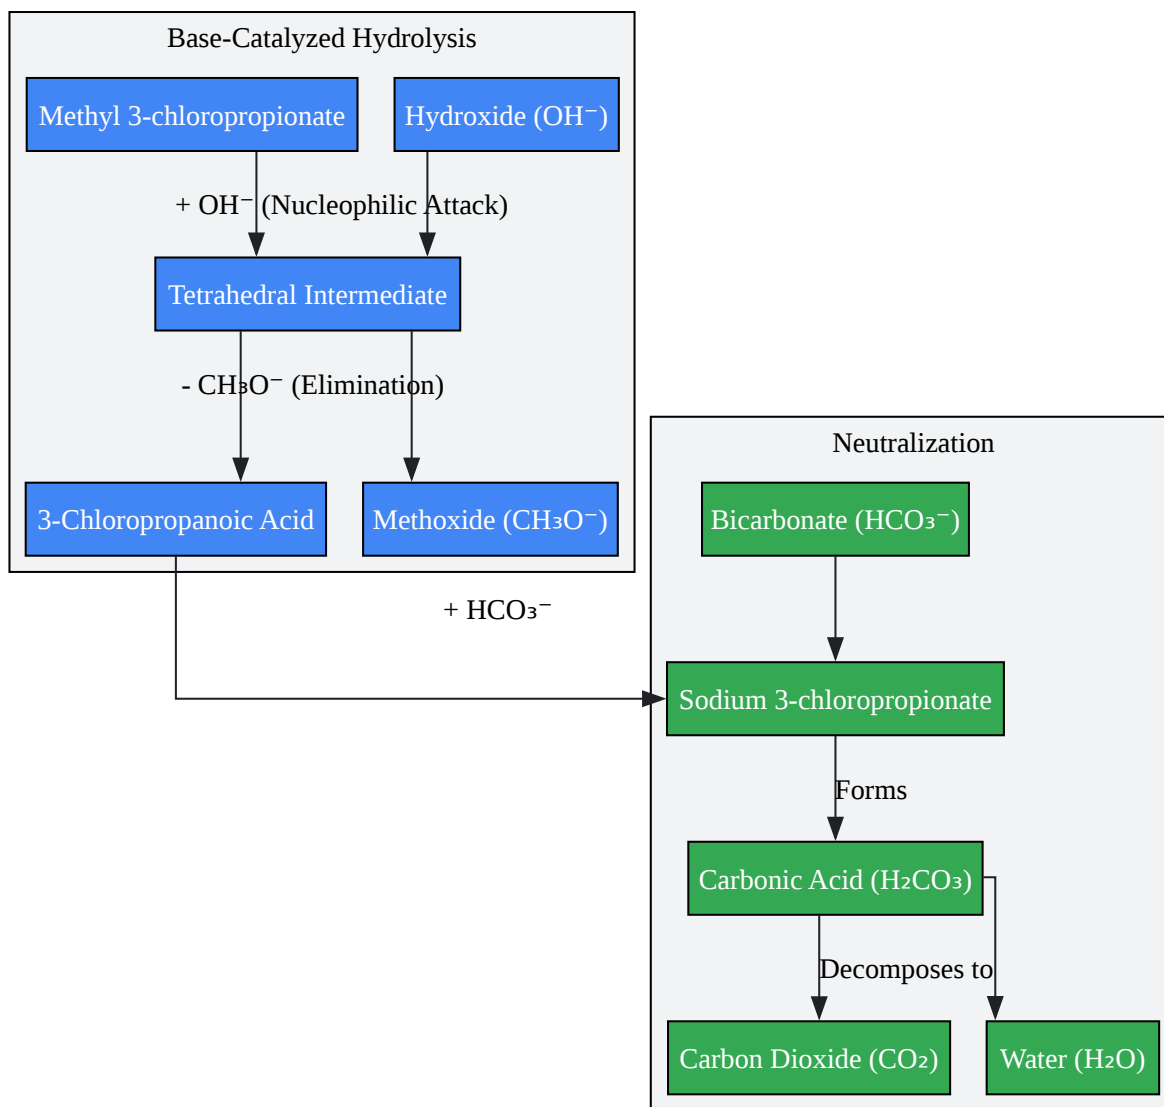 Base-Catalyzed Hydrolysis
Methyl 3-chloropropionate
Hydroxide (OH⁻)
+ OH⁻ (Nucleophilic Attack)
Tetrahedral Intermediate
- CH₃O⁻ (Elimination)
3-Chloropropanoic Acid
Methoxide (CH₃O⁻)
Neutralization
Bicarbonate (HCO₃⁻)
+ HCO₃⁻
Sodium 3-chloropropionate
Forms
Carbonic Acid (H₂CO₃)
Decomposes to
Carbon Dioxide (CO₂)
Water (H₂O)